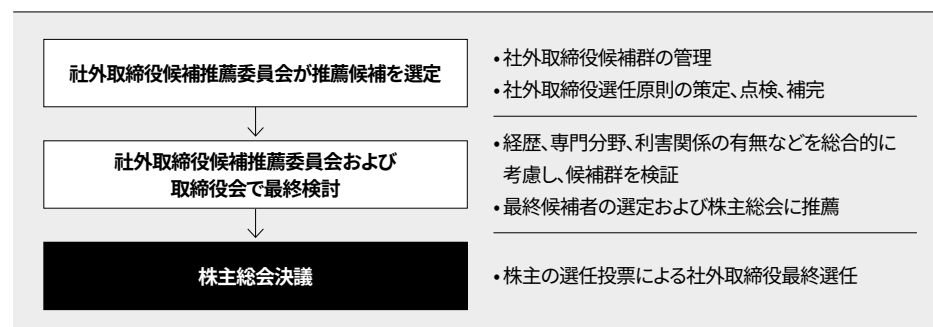 社外取締役候補推薦委員会が推薦候補を選定
•社外取締役候補群の管理
•社外取締役選任原則の策定、点検、補完
社外取締役候補推薦委員会および
取締役会で最終検討
•経歴、専門分野、利害関係の有無などを総合的に
考慮し、候補群を検証
•最終候補者の選定および株主総会に推薦
株主総会決議
•株主の選任投票による社外取締役最終選任